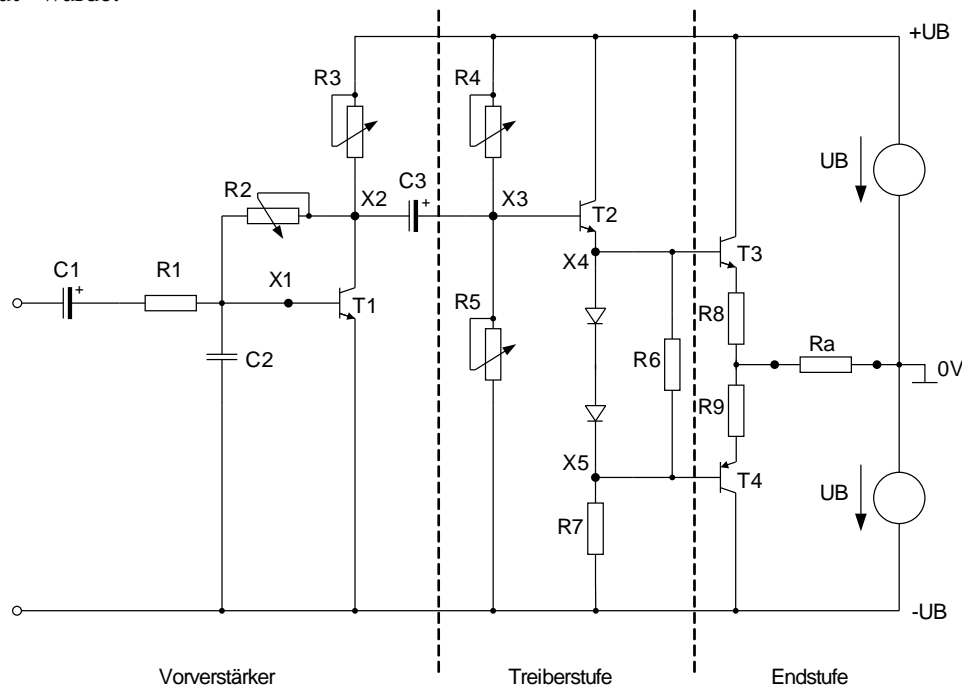 +UB
R3
R4
UB
R2
X2
C3
X3
T2
C1
R1
X1
T1
X4
T3
R5
R8
Ra
C2
R6
0V
R9
X5
T4
UB
R7
-UB
Vorverstärker
Treiberstufe
Endstufe